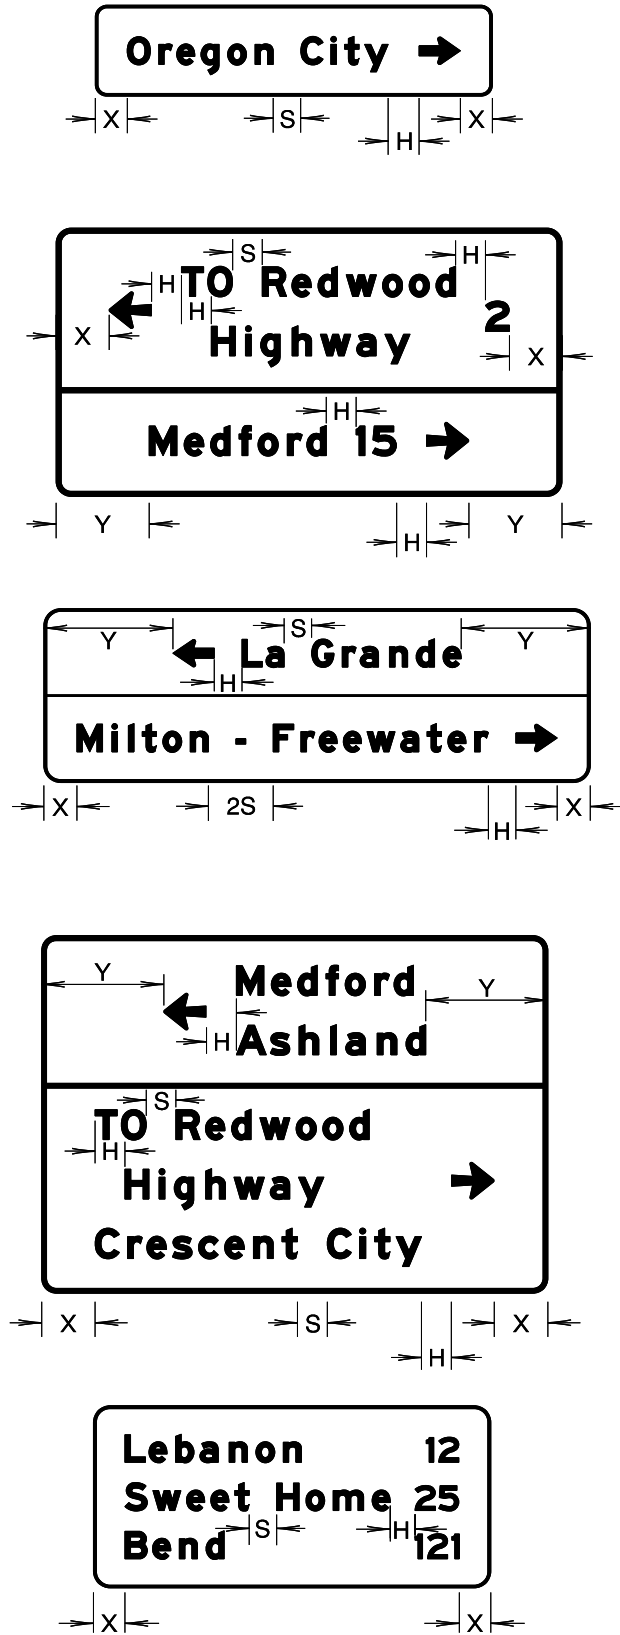 Oregon City
X S H X
S H
H TO Redwood
H
X 2
Highway X
H
Medford 15
Y H Y
Y S Y
La Grande
H
Milton - Freewater
X 2S H X
Medford
Y Y
H Ashland
S
TO Redwood
H
Highway
Crescent City
X S H X
Lebanon 12
Sweet Home 25
S H
Bend 121
X X